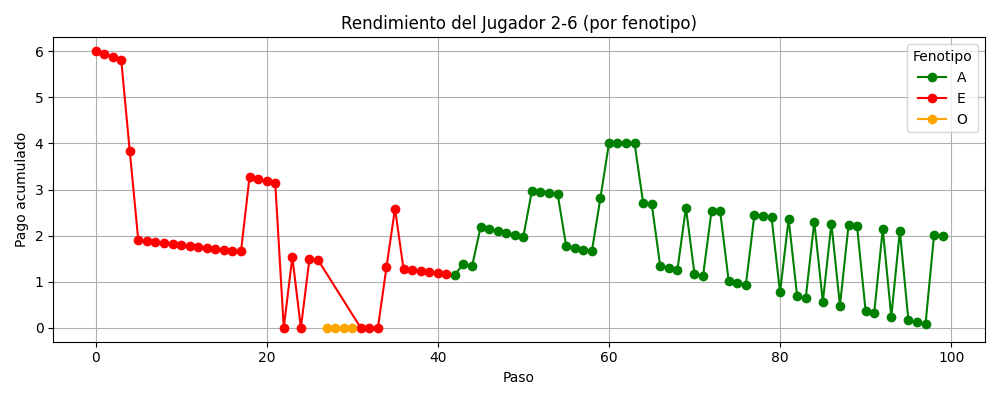 Rendimiento del Jugador 2-6 (por fenotipo)
Fenotipo
A
E
O
Pago acumulado
6
5
4
3
2
1
0
0 20 40 60 80 100
Paso